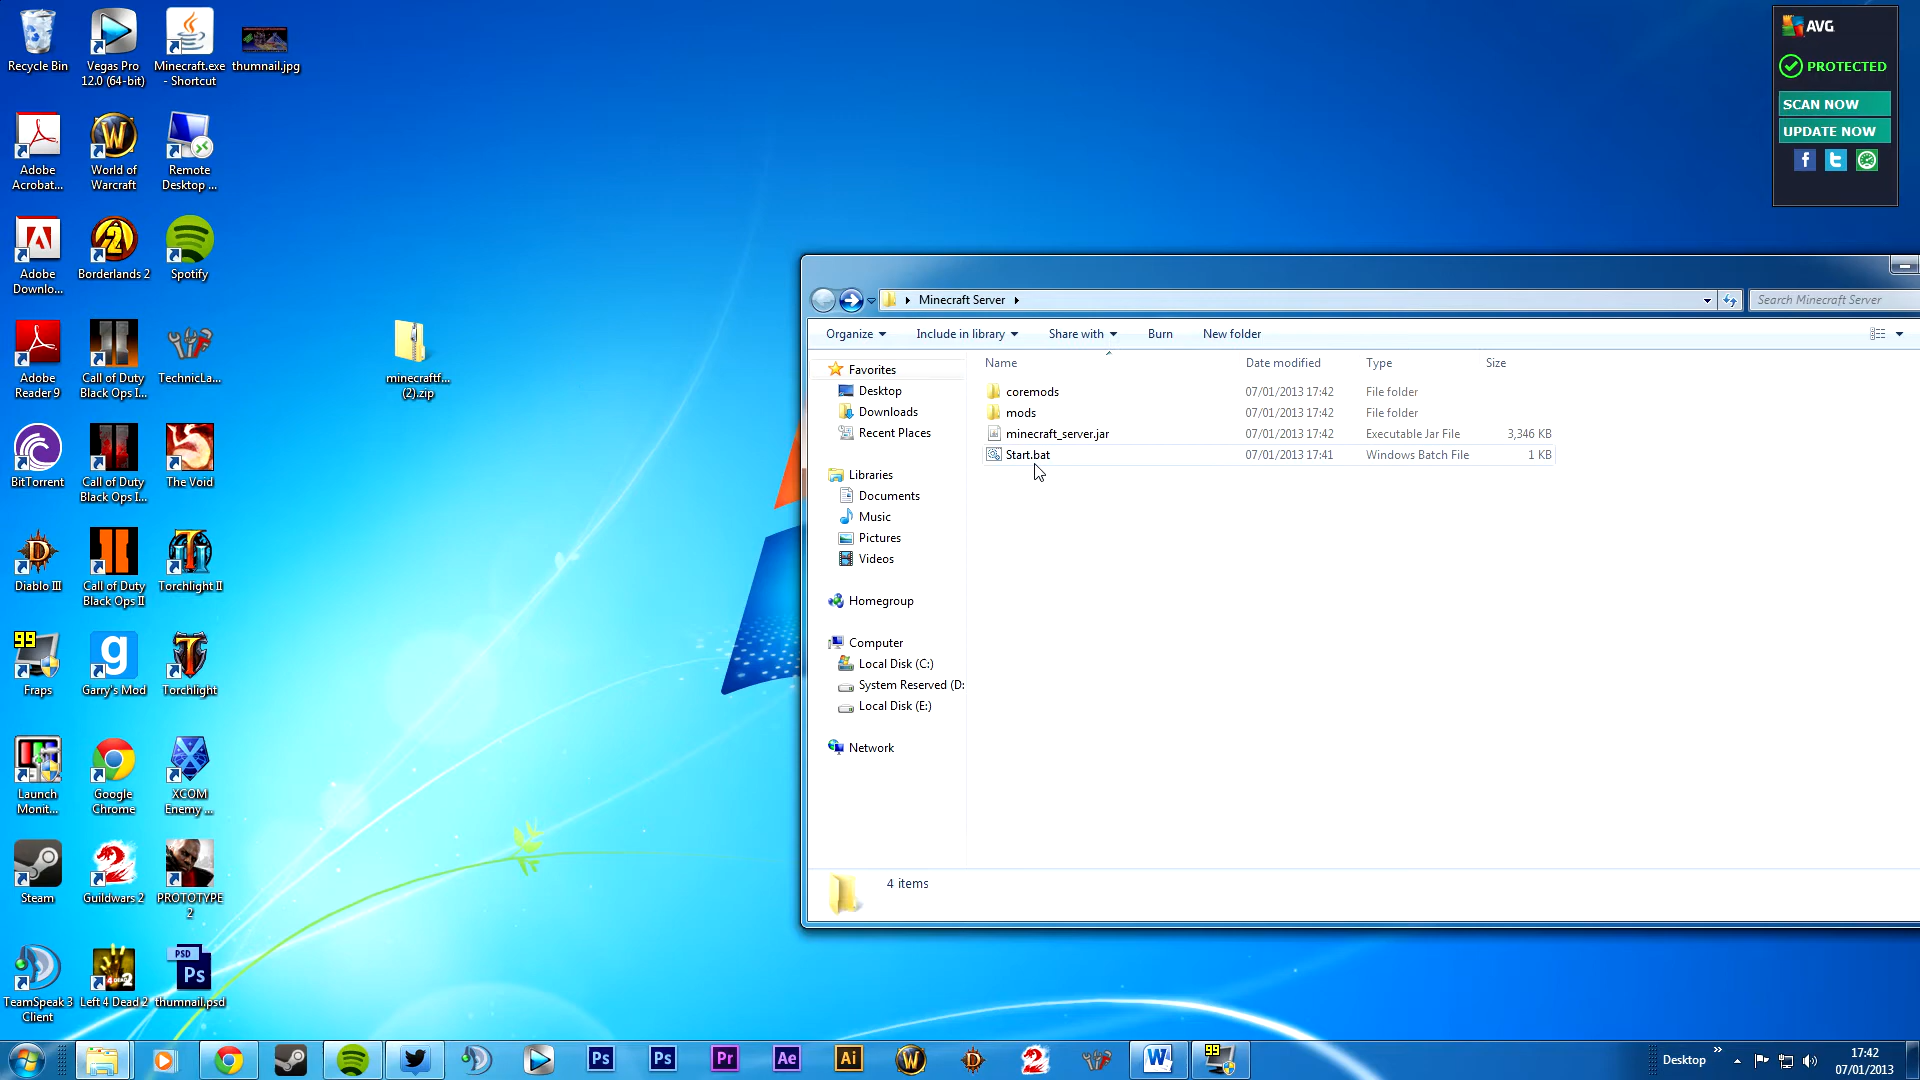 Recycle Bin
Vegas Pro
12.0 (64-bit)
Minecraft.exe
- Shortcut
thumnail.jpg
Adobe
Acrobat...
World of
Warcraft
Remote
Desktop ...
Adobe
Downlo...
Borderlands 2
Spotify
Adobe
Reader 9
Call of Duty
Black Ops I...
TechnicLa...
BitTorrent
Call of Duty
Black Ops I...
The Void
Diablo III
Call of Duty
Black Ops II
Torchlight II
99
Fraps
Garry's Mod
Torchlight
Launch
Monit...
Google
Chrome
XCOM
Enemy ...
Steam
Guildwars 2
PROTOTYPE
2
TeamSpeak 3
Client
Left 4 Dead 2
PSD
Ps
thumnail.psd
minecraftf...
(2).zip
AVG
PROTECTED
SCAN NOW
UPDATE NOW
Minecraft Server
Search Minecraft Server
Organize
Include in library
Share with
Burn
New folder
Favorites
Desktop
Downloads
Recent Places
Libraries
Documents
Music
Pictures
Videos
Homegroup
Computer
Local Disk (C:)
System Reserved (D:
Local Disk (E:)
Network
Name Date modified Type Size
coremods 07/01/2013 17:42 File folder
mods 07/01/2013 17:42 File folder
minecraft_server.jar 07/01/2013 17:42 Executable Jar File 3,346 KB
Start.bat 07/01/2013 17:41 Windows Batch File 1 KB
4 items
Ps
Ps
Pr
Ae
Ai
W
99
Desktop
17:42
07/01/2013